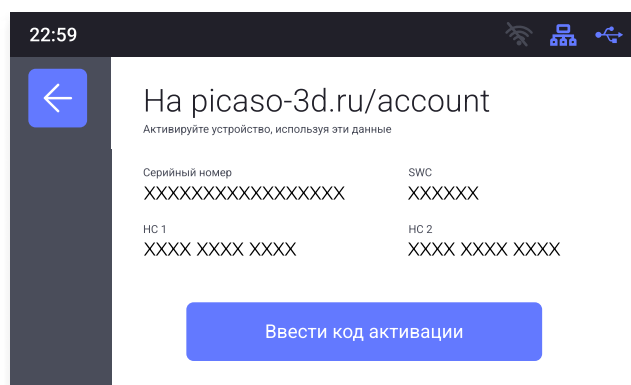 22:59
На picaso-3d.ru/account
Активируйте устройство, используя эти данные
Серийный номер
XXXXXXXXXXXXXXXXX
SWC
XXXXXX
HC 1
XXXX XXXX XXXX
HC 2
XXXX XXXX XXXX
Ввести код активации